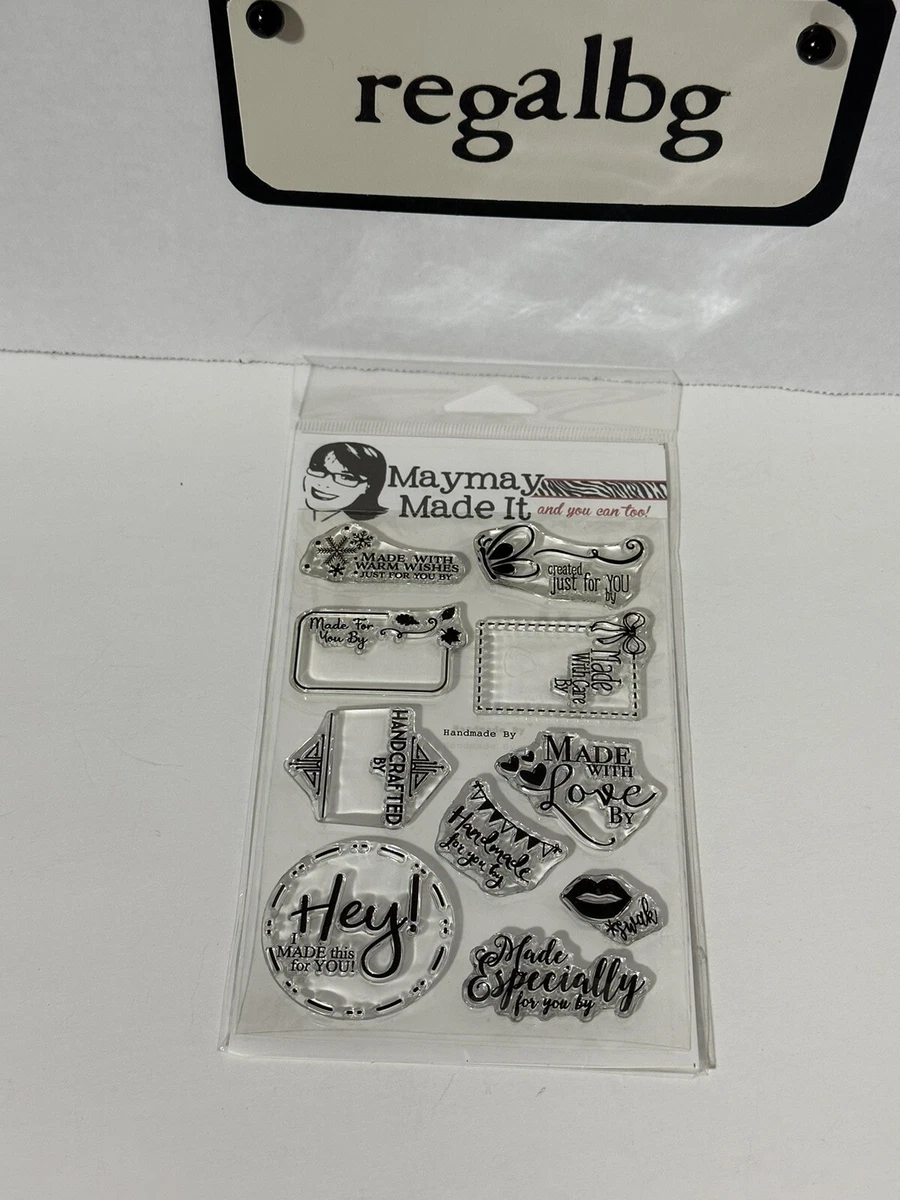 regalbg
Maymay
Made It
and you can too!
MADE WITH
WARM WISHES
JUST FOR YOU BY
created
just for YOU
by
Made For
You By
Made
With Care
By
HANDCRAFTED
BY
Handmade By
MADE
WITH
Love
By
Handmade
for you by
Hey!
I
MADE this
for YOU!
*swak
Made
Especially
for you by